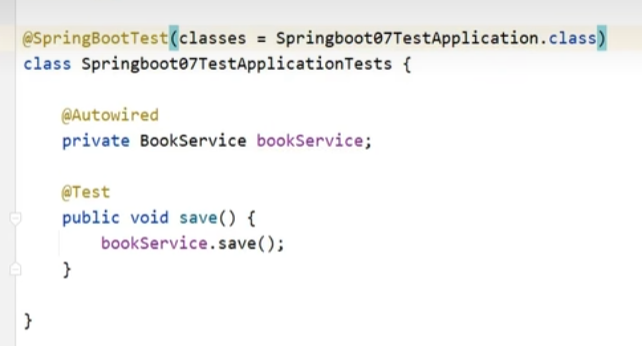 @SpringBootTest(classes = Springboot07TestApplication.class)
class Springboot07TestApplicationTests {
@Autowired
private BookService bookService;
@Test
public void save() {
bookService.save();
}
}